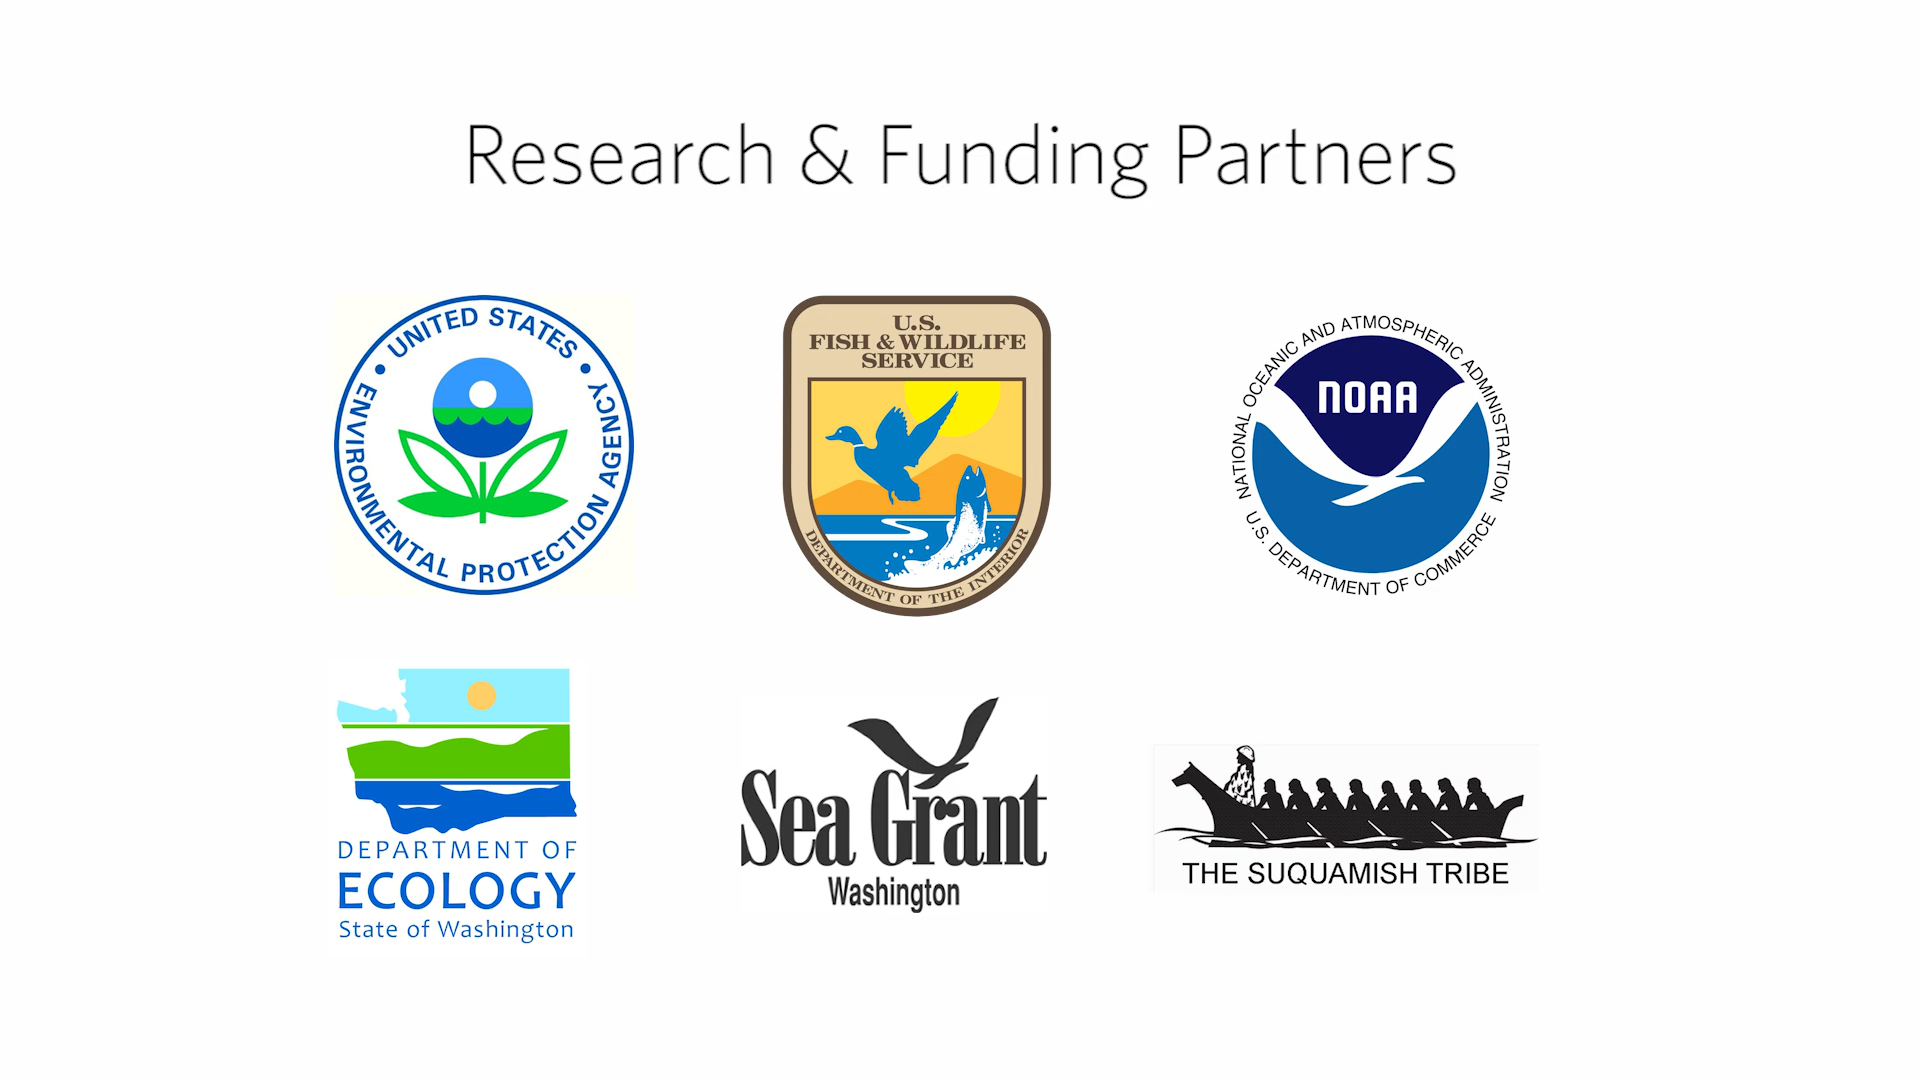 Research & Funding Partners
UNITED STATES
ENVIRONMENTAL PROTECTION AGENCY
U.S.
FISH & WILDLIFE
SERVICE
DEPARTMENT OF THE INTERIOR
NATIONAL OCEANIC AND ATMOSPHERIC ADMINISTRATION
NOAA
U.S. DEPARTMENT OF COMMERCE
DEPARTMENT OF
ECOLOGY
State of Washington
Sea Grant
Washington
THE SUQUAMISH TRIBE